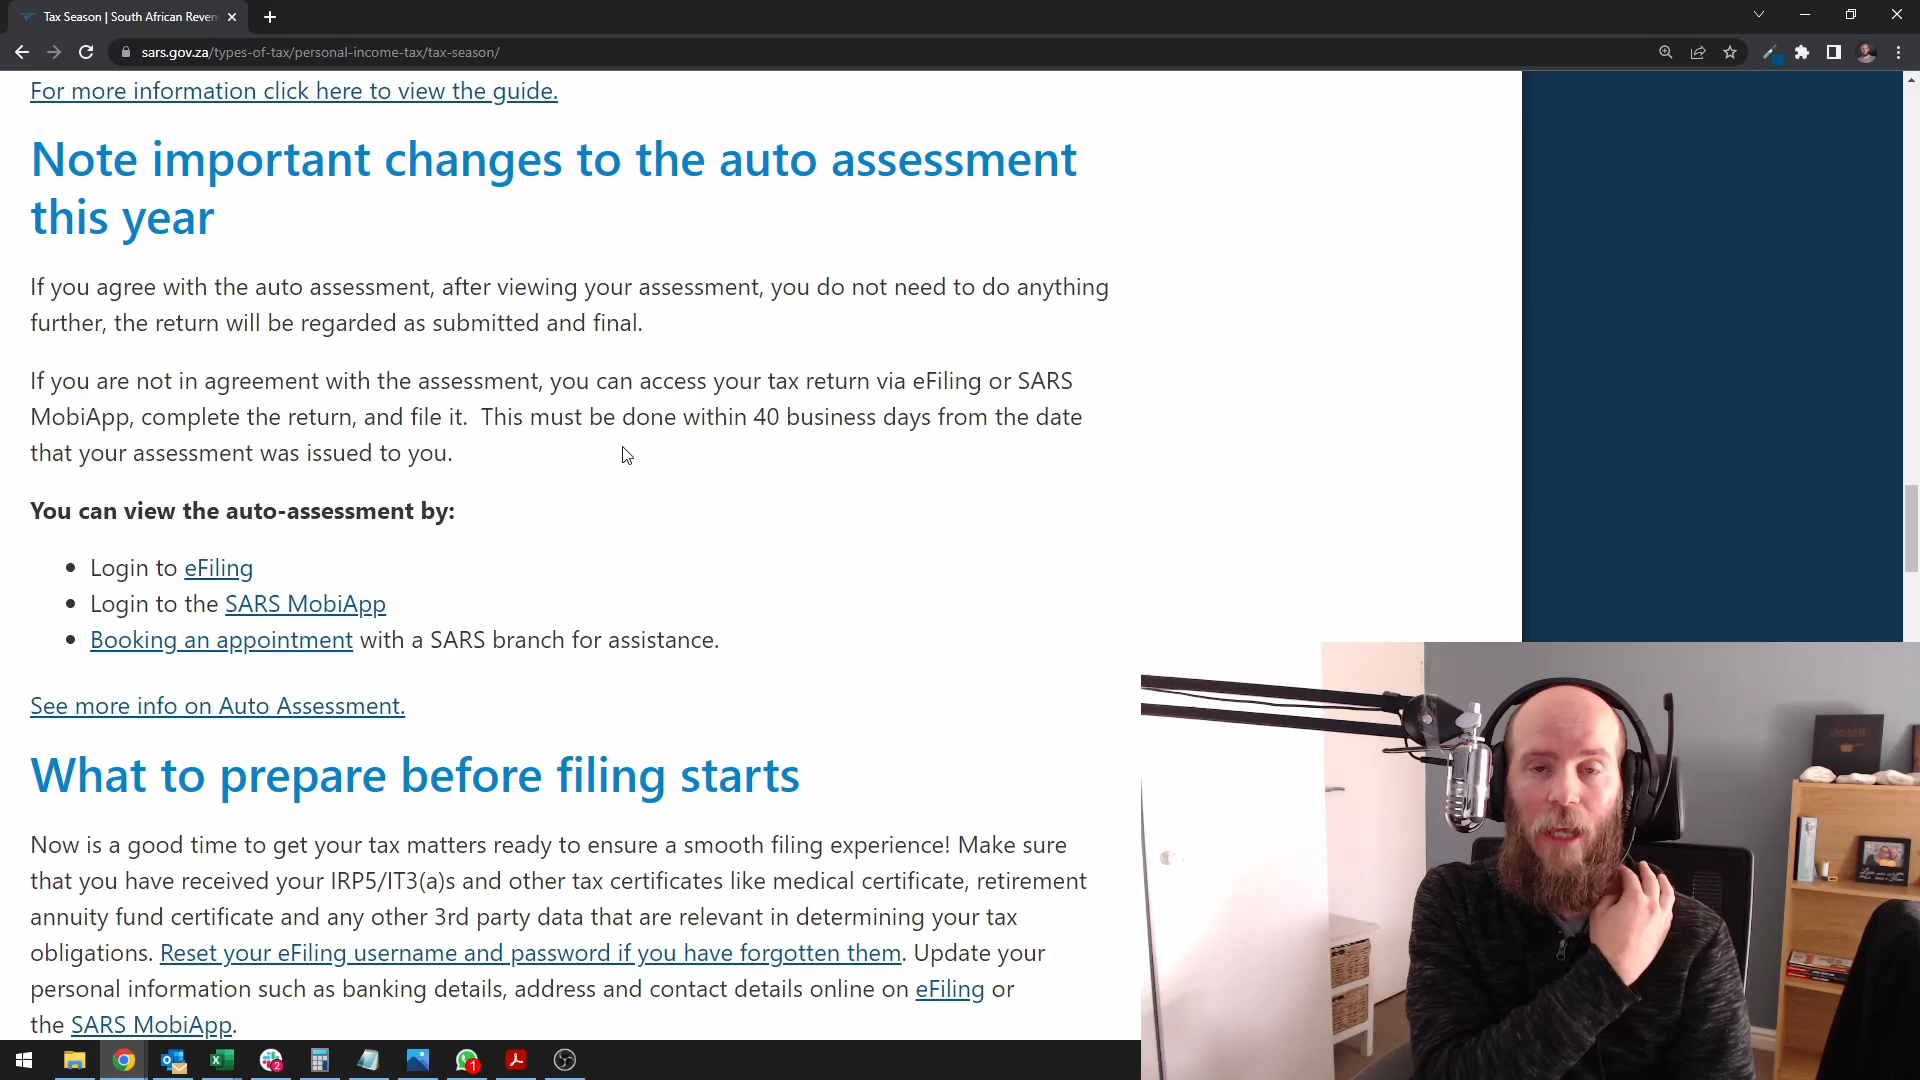 Tax Season | South African Reven
sars.gov.za/types-of-tax/personal-income-tax/tax-season/
For more information click here to view the guide.
Note important changes to the auto assessment
this year
If you agree with the auto assessment, after viewing your assessment, you do not need to do anything
further, the return will be regarded as submitted and final.
If you are not in agreement with the assessment, you can access your tax return via eFiling or SARS
MobiApp, complete the return, and file it.  This must be done within 40 business days from the date
that your assessment was issued to you.
You can view the auto-assessment by:
Login to eFiling
Login to the SARS MobiApp
Booking an appointment with a SARS branch for assistance.
See more info on Auto Assessment.
What to prepare before filing starts
Now is a good time to get your tax matters ready to ensure a smooth filing experience! Make sure
that you have received your IRP5/IT3(a)s and other tax certificates like medical certificate, retirement
annuity fund certificate and any other 3rd party data that are relevant in determining your tax
obligations. Reset your eFiling username and password if you have forgotten them. Update your
personal information such as banking details, address and contact details online on eFiling or
the SARS MobiApp.
2
1